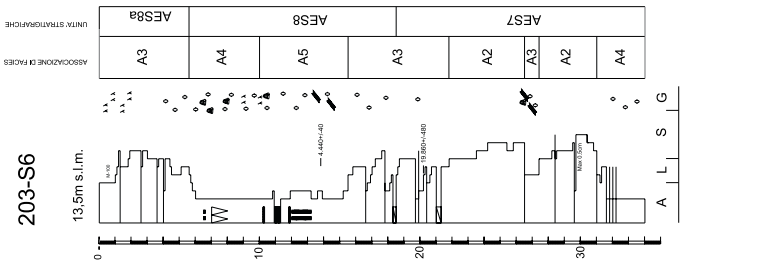 UNITA' STRATIGRAFICHE
AES8a
AES8
AES7
ASSOCIAZIONE DI FACIES
A3
A4
A5
A3
A2
A3
A2
A4
203-S6
13,5m s.l.m.
4.440+/-40
19.860+/-480
Max 0.5cm
G
S
L
A
0
10
20
30